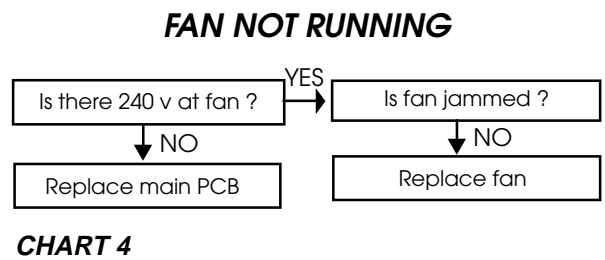 FAN NOT RUNNING
Is there 240 v at fan ?
YES
Is fan jammed ?
NO
NO
Replace main PCB
Replace fan
CHART 4